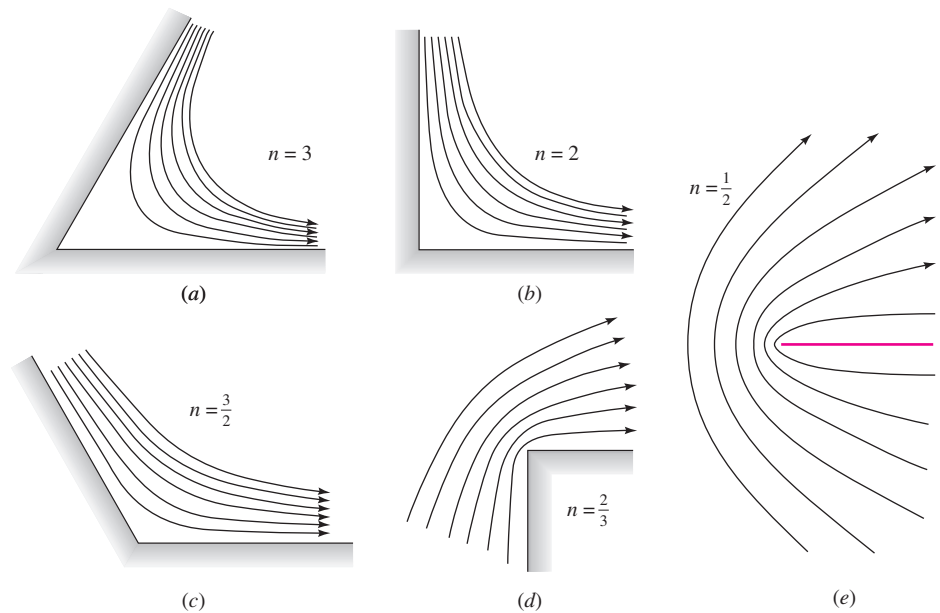 n = 3
(a)
n = 2
(b)
n = 1/2
n = 3/2
(c)
n = 2/3
(d)
(e)